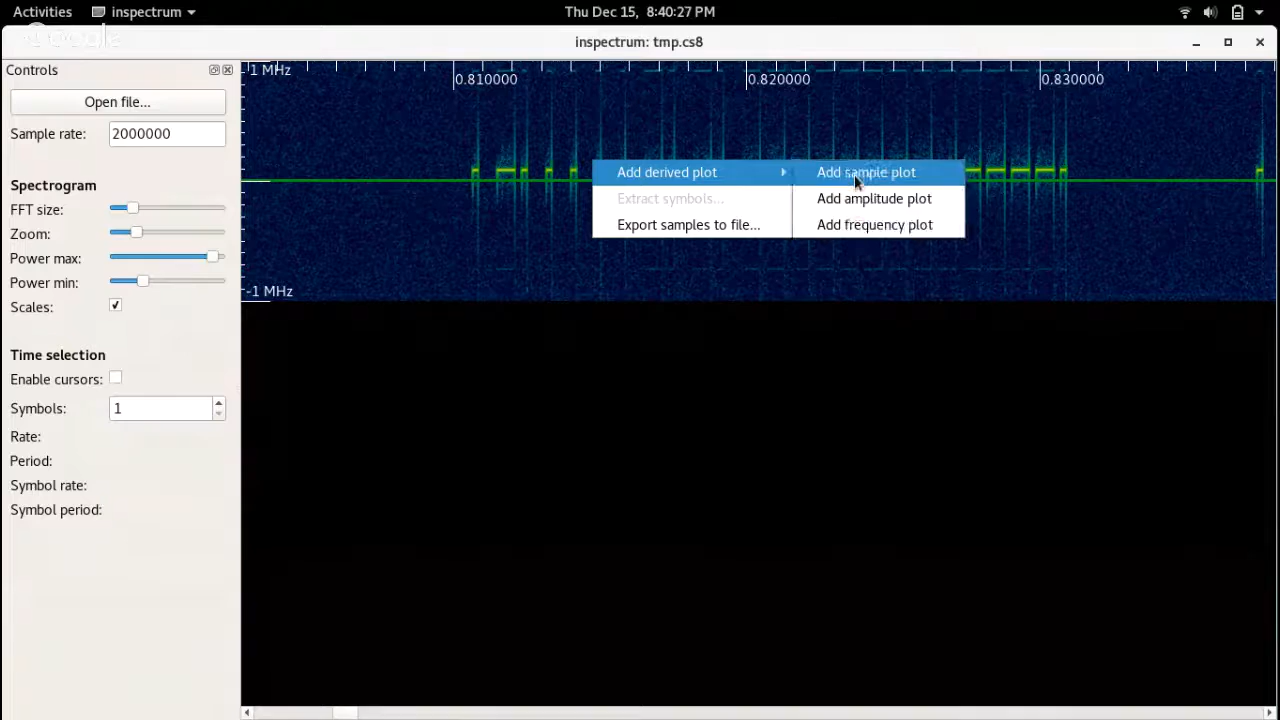 Activities
inspectrum
Thu Dec 15, 8:40:27 PM
Google
inspectrum: tmp.cs8
Controls
Open file...
Sample rate: 2000000
Spectrogram
FFT size:
Zoom:
Power max:
Power min:
Scales:
Time selection
Enable cursors:
Symbols: 1
Rate:
Period:
Symbol rate:
Symbol period:
1 MHz
0.810000
0.820000
0.830000
Add derived plot
Extract symbols...
Export samples to file...
Add sample plot
Add amplitude plot
Add frequency plot
-1 MHz